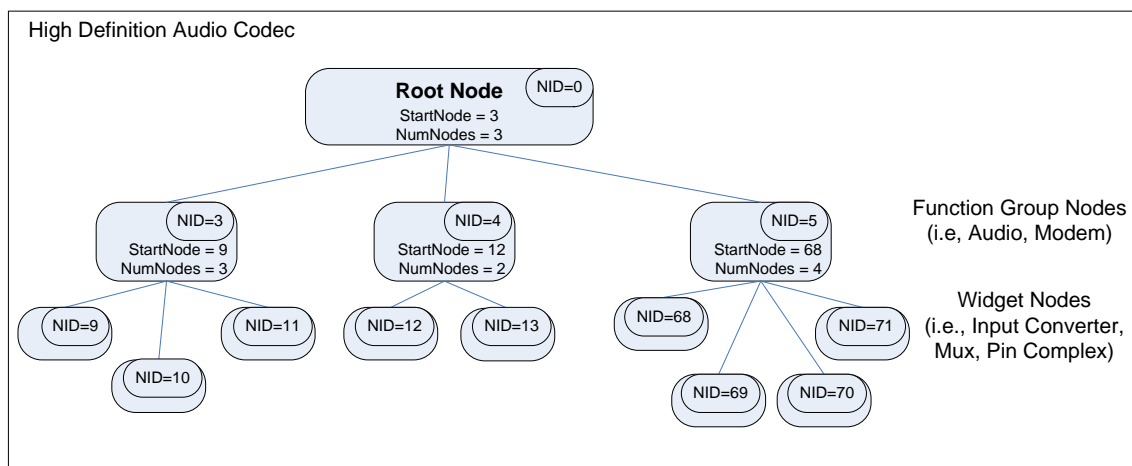 High Definition Audio Codec
NID=0
Root Node
StartNode = 3
NumNodes = 3
NID=3
StartNode = 9
NumNodes = 3
NID=4
StartNode = 12
NumNodes = 2
NID=5
StartNode = 68
NumNodes = 4
Function Group Nodes
(i.e, Audio, Modem)
NID=9
NID=10
NID=11
NID=12
NID=13
NID=68
NID=69
NID=70
NID=71
Widget Nodes
(i.e., Input Converter,
Mux, Pin Complex)